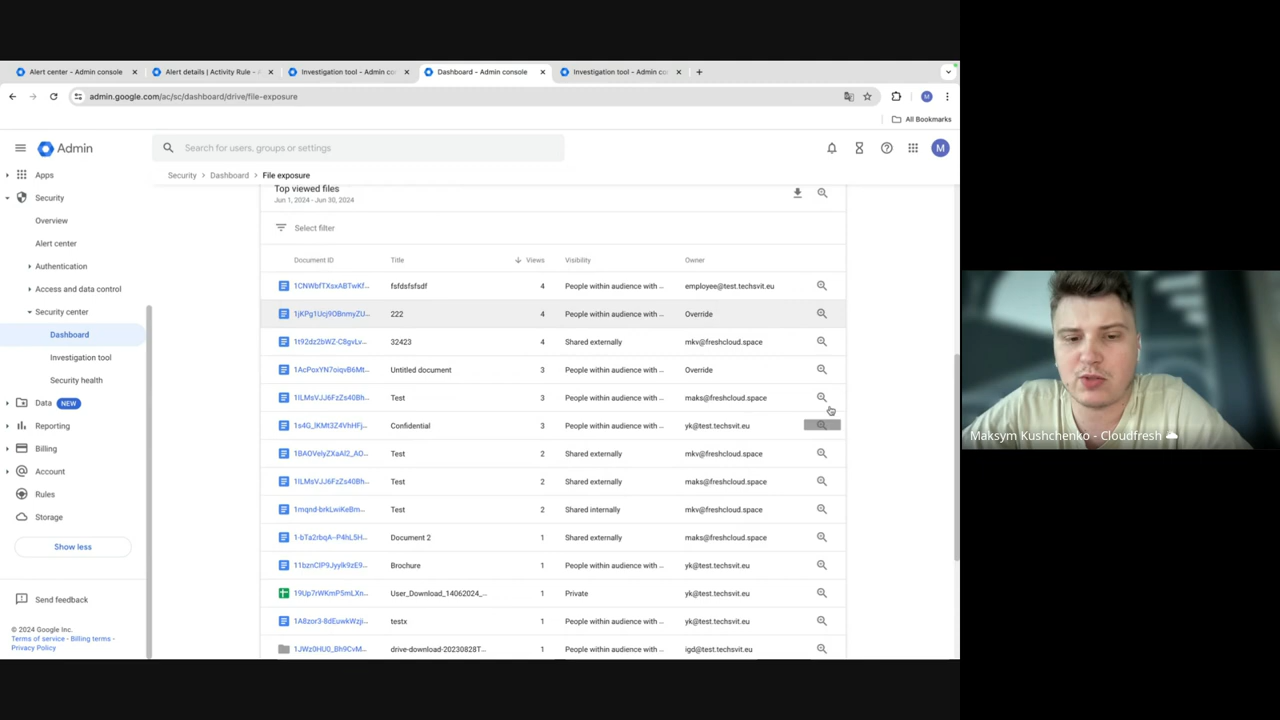 Alert center - Admin console
Alert details | Activity Rule -
Investigation tool - Admin co
Dashboard - Admin console
Investigation tool - Admin co
admin.google.com/ac/sc/dashboard/drive/file-exposure
All Bookmarks
Admin
Search for users, groups or settings
M
Security > Dashboard > File exposure
Apps
Security
Overview
Alert center
Authentication
Access and data control
Security center
Dashboard
Investigation tool
Security health
Data NEW
Reporting
Billing
Account
Rules
Storage
Show less
Send feedback
© 2024 Google Inc.
Terms of service - Billing terms -
Privacy Policy
Top viewed files
Jun 1, 2024 - Jun 30, 2024
Select filter
Document ID Title Views Visibility Owner
fsfdsfsfsdf 4 People within audience with ... employee@test.techsvit.eu
222 4 People within audience with ... Override
32423 4 Shared externally mkv@freshcloud.space
Untitled document 3 People within audience with ... Override
Test 3 People within audience with ... maks@freshcloud.space
Confidential 3 People within audience with ... yk@test.techsvit.eu
Test 2 Shared externally mkv@freshcloud.space
Test 2 Shared externally maks@freshcloud.space
Test 2 Shared internally mkv@freshcloud.space
Document 2 1 Shared externally maks@freshcloud.space
Brochure 1 People within audience with ... yk@test.techsvit.eu
User_Download_14062024_... 1 Private yk@test.techsvit.eu
testx 1 People within audience with ... yk@test.techsvit.eu
drive-download-20230828T... 1 People within audience with ... igd@test.techsvit.eu
Maksym Kushchenko - Cloudfresh